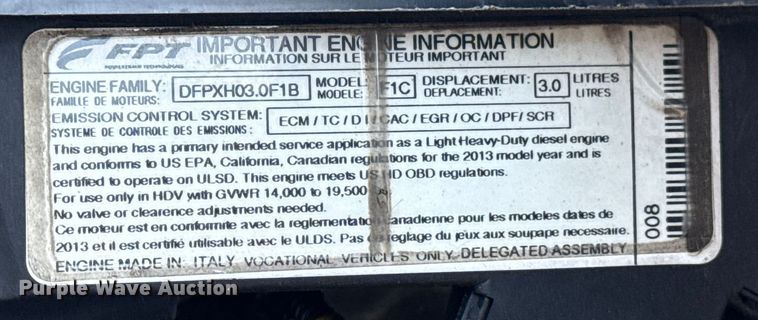 FPT IMPORTANT ENGINE INFORMATION
POWERTRAIN TECHNOLOGIES INFORMATION SUR LE MOTEUR IMPORTANT
ENGINE FAMILY: DFPXH03.0F1B MODEL: F1C DISPLACEMENT: 3.0 LITRES
FAMILLE DE MOTEURS: MODELE: DEPLACEMENT: LITRES
EMISSION CONTROL SYSTEM: ECM / TC / DI / CAC / EGR / OC / DPF / SCR
SYSTEME DE CONTROLE DES EMISSIONS:
This engine has a primary intended service application as a Light Heavy-Duty diesel engine
and conforms to US EPA, California, Canadian regulations for the 2013 model year and is
certified to operate on ULSD. This engine meets US HD OBD regulations.
For use only in HDV with GVWR 14,000 to 19,500
No valve or clearance adjustments needed.
Ce moteur est en conformite avec la reglementation canadienne pour les modeles dates de
2013 et il est certifié utilisable avec le ULDS. Pas de reglage du jeux aux soupape necessaire.
ENGINE MADE IN: ITALY VOCATIONAL VEHICLES ONLY DELEGATED ASSEMBLY
008
Purple Wave Auction